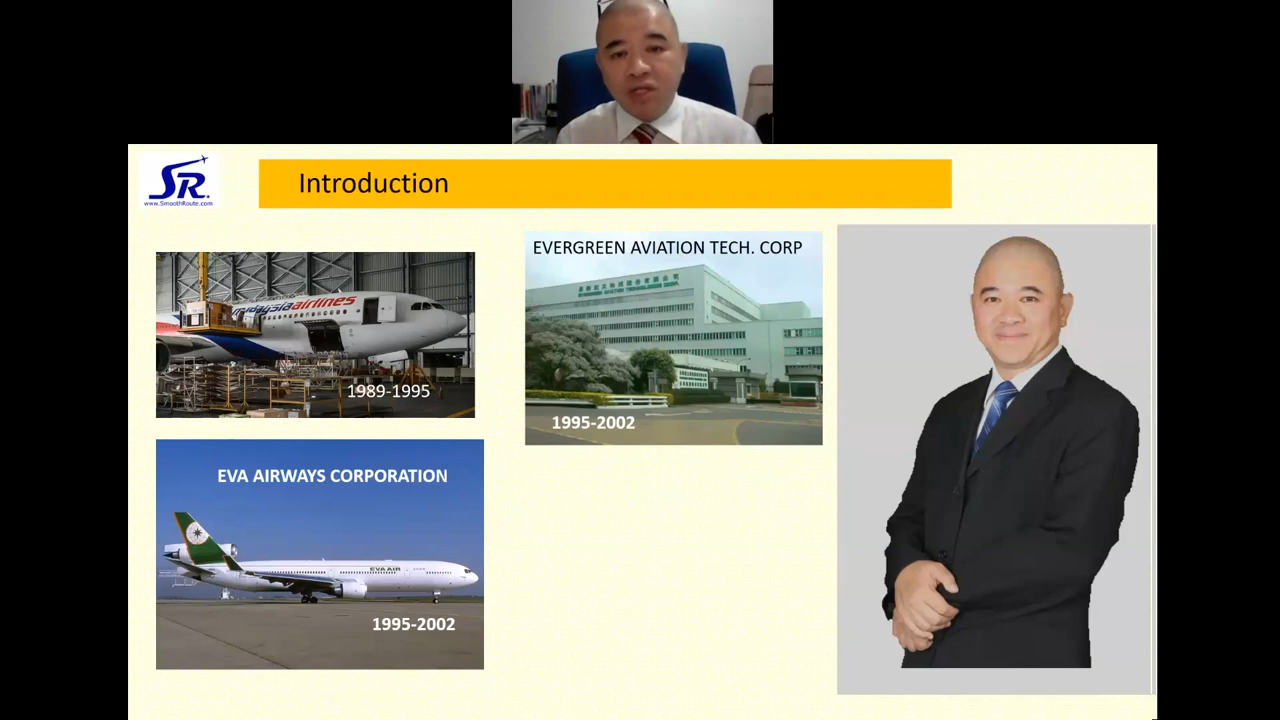 SR.
www.SmoothRoute.com
Introduction
malaysia airlines
1989-1995
EVERGREEN AVIATION TECH. CORP
1995-2002
EVA AIRWAYS CORPORATION
EVA AIR
1995-2002